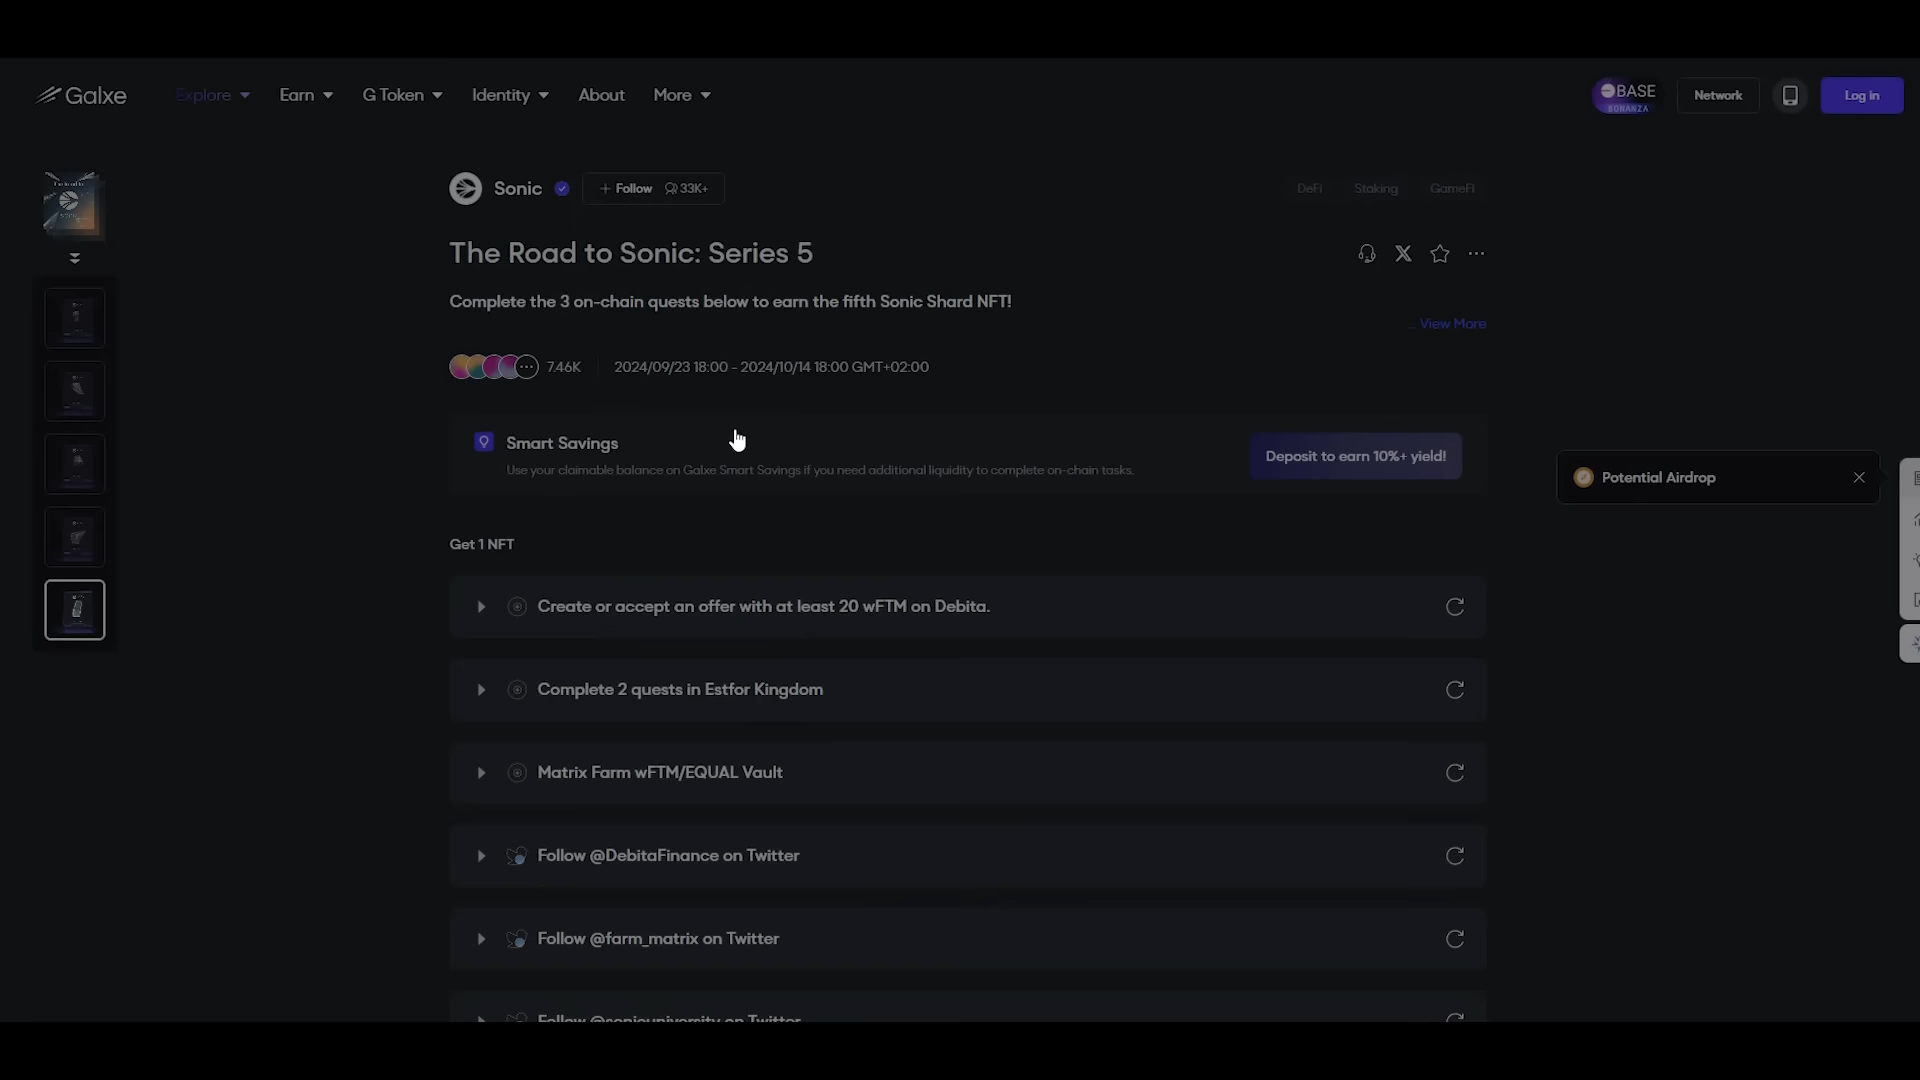 Galxe
Explore
Earn
G Token
Identity
About
More
BASE
BONANZA
Network
Log in
Sonic
+ Follow
33K+
DeFi
Staking
GameFi
The Road to Sonic: Series 5
Complete the 3 on-chain quests below to earn the fifth Sonic Shard NFT!
... View More
7.46K
2024/09/23 18:00 - 2024/10/14 18:00 GMT+02:00
Smart Savings
Use your claimable balance on Galxe Smart Savings if you need additional liquidity to complete on-chain tasks.
Deposit to earn 10%+ yield!
Potential Airdrop
Get 1 NFT
Create or accept an offer with at least 20 wFTM on Debita.
Complete 2 quests in Estfor Kingdom
Matrix Farm wFTM/EQUAL Vault
Follow @DebitaFinance on Twitter
Follow @farm_matrix on Twitter
Follow @sonicuniversity on Twitter